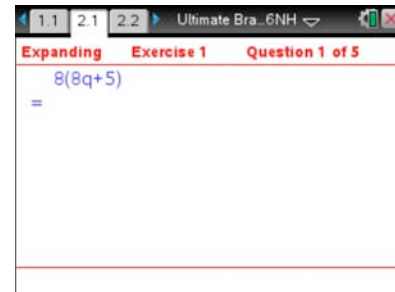 1.1 2.1 2.2 Ultimate Bra...6NH
Expanding Exercise 1 Question 1 of 5
8(8q+5)
=